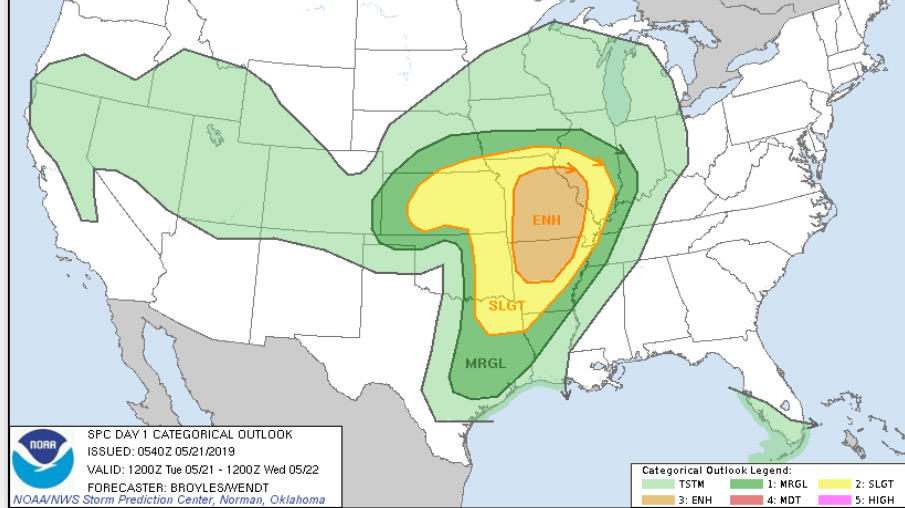 ENH
SLGT
MRGL
NOAA
SPC DAY 1 CATEGORICAL OUTLOOK
ISSUED: 0540Z 05/21/2019
VALID: 1200Z Tue 05/21 - 1200Z Wed 05/22
FORECASTER: BROYLES/WENDT
NOAA/NWS Storm Prediction Center, Norman, Oklahoma
Categorical Outlook Legend:
TSTM 1: MRGL 2: SLGT
3: ENH 4: MDT 5: HIGH